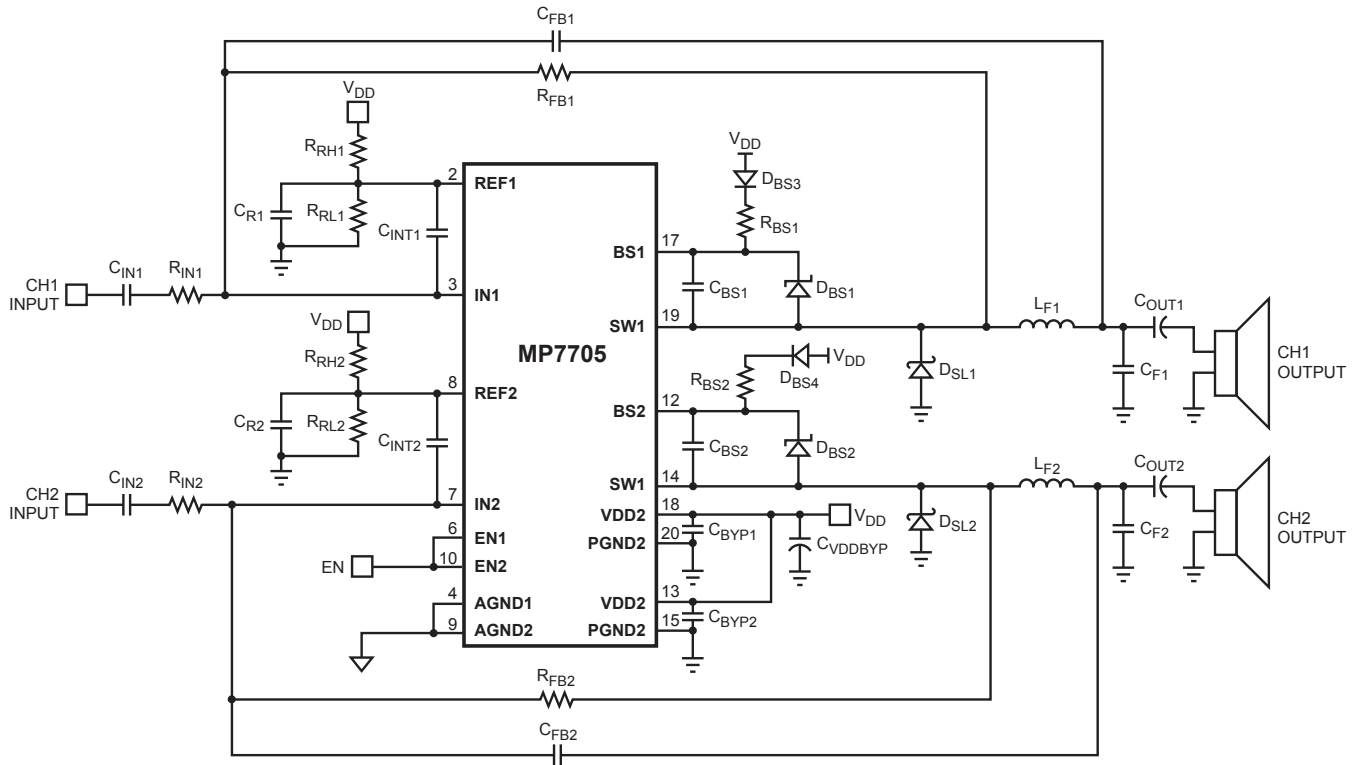 CFB1
RFB1
VDD
RRH1
CR1
RRL1
CINT1
2 REF1
CH1
INPUT
CIN1
RIN1
3 IN1
VDD
RRH2
CR2
RRL2
CINT2
8 REF2
CH2
INPUT
CIN2
RIN2
7 IN2
6 EN1
EN
10 EN2
4 AGND1
9 AGND2
MP7705
VDD
DBS3
RBS1
BS1 17
CBS1
DBS1
SW1 19
RBS2
DBS4
VDD
BS2 12
CBS2
DBS2
SW1 14
VDD2 18
CBYP1
PGND2 20
VDD
CVDDBYP
VDD2 13
CBYP2
PGND2 15
DSL1
LF1
COUT1
CF1
CH1
OUTPUT
DSL2
LF2
COUT2
CF2
CH2
OUTPUT
RFB2
CFB2